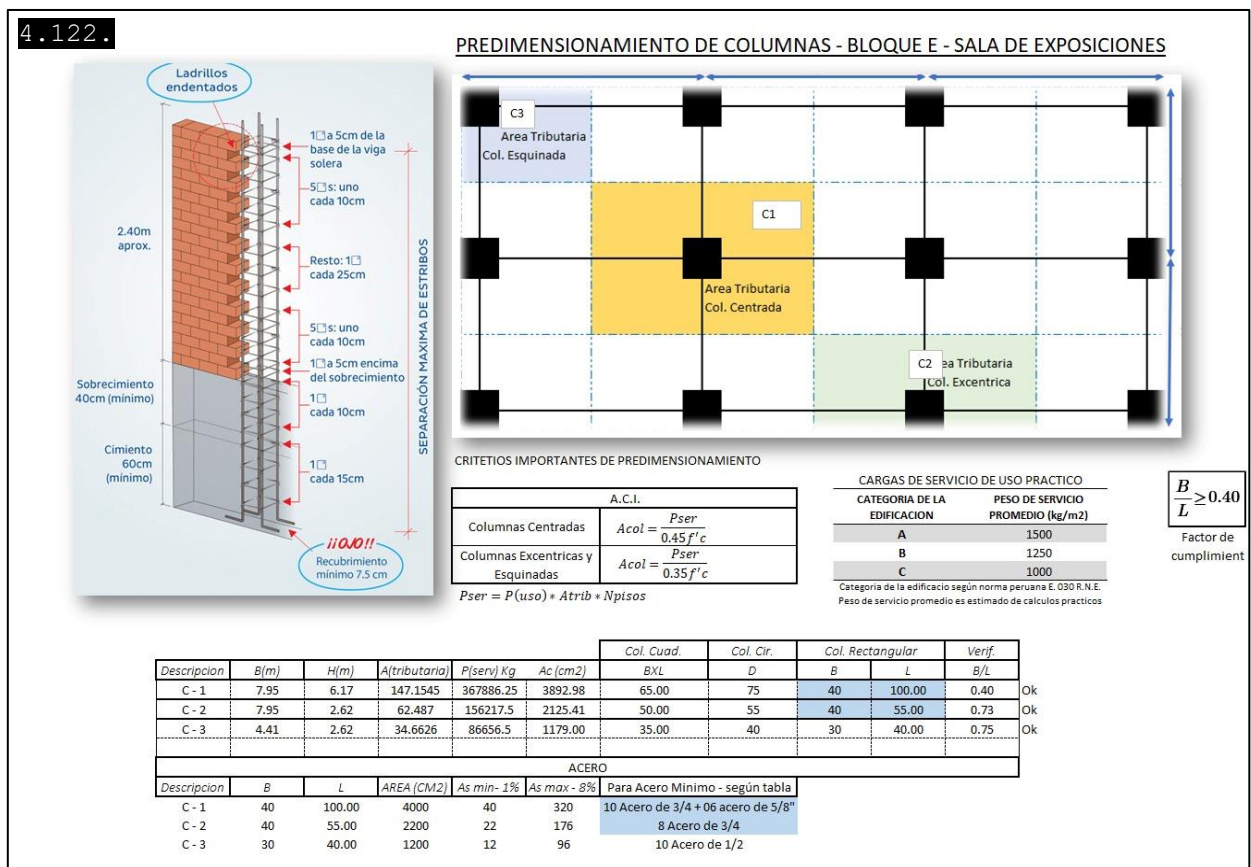 4.122.
PREDIMENSIONAMIENTO DE COLUMNAS - BLOQUE E - SALA DE EXPOSICIONES
Ladrillos
endentados
1□ a 5cm de la
base de la viga
solera
5□s: uno
cada 10cm
2.40m
aprox.
Resto: 1□
cada 25cm
5□s: uno
cada 10cm
1□ a 5cm encima
del sobrecimiento
Sobrecimiento
40cm (mínimo)
1□
cada 10cm
Cimiento
60cm
(mínimo)
1□
cada 15cm
SEPARACIÓN MAXIMA DE ESTRIBOS
¡¡OJO!!
Recubrimiento
mínimo 7.5 cm
C3
Area Tributaria
Col. Esquinada
C1
Area Tributaria
Col. Centrada
C2 ea Tributaria
Col. Excentrica
CRITETIOS IMPORTANTES DE PREDIMENSIONAMIENTO
A.C.I.
Columnas Centradas Acol = Pser / 0.45f'c
Columnas Excentricas y
Esquinadas Acol = Pser / 0.35f'c
Pser = P(uso) * Atrib * Npisos
CARGAS DE SERVICIO DE USO PRACTICO
CATEGORIA DE LA EDIFICACION PESO DE SERVICIO PROMEDIO (kg/m2)
A 1500
B 1250
C 1000
Categoria de la edificacio según norma peruana E. 030 R.N.E.
Peso de servicio promedio es estimado de calculos practicos
B/L ≥ 0.40
Factor de
cumplimient
Col. Cuad. Col. Cir. Col. Rectangular Verif.
Descripcion B(m) H(m) A(tributaria) P(serv) Kg Ac (cm2) BXL D B L B/L
C - 1 7.95 6.17 147.1545 367886.25 3892.98 65.00 75 40 100.00 0.40 Ok
C - 2 7.95 2.62 62.487 156217.5 2125.41 50.00 55 40 55.00 0.73 Ok
C - 3 4.41 2.62 34.6626 86656.5 1179.00 35.00 40 30 40.00 0.75 Ok
ACERO
Descripcion B L AREA (CM2) As min- 1% As max - 8% Para Acero Minimo - según tabla
C - 1 40 100.00 4000 40 320 10 Acero de 3/4 + 06 acero de 5/8"
C - 2 40 55.00 2200 22 176 8 Acero de 3/4
C - 3 30 40.00 1200 12 96 10 Acero de 1/2